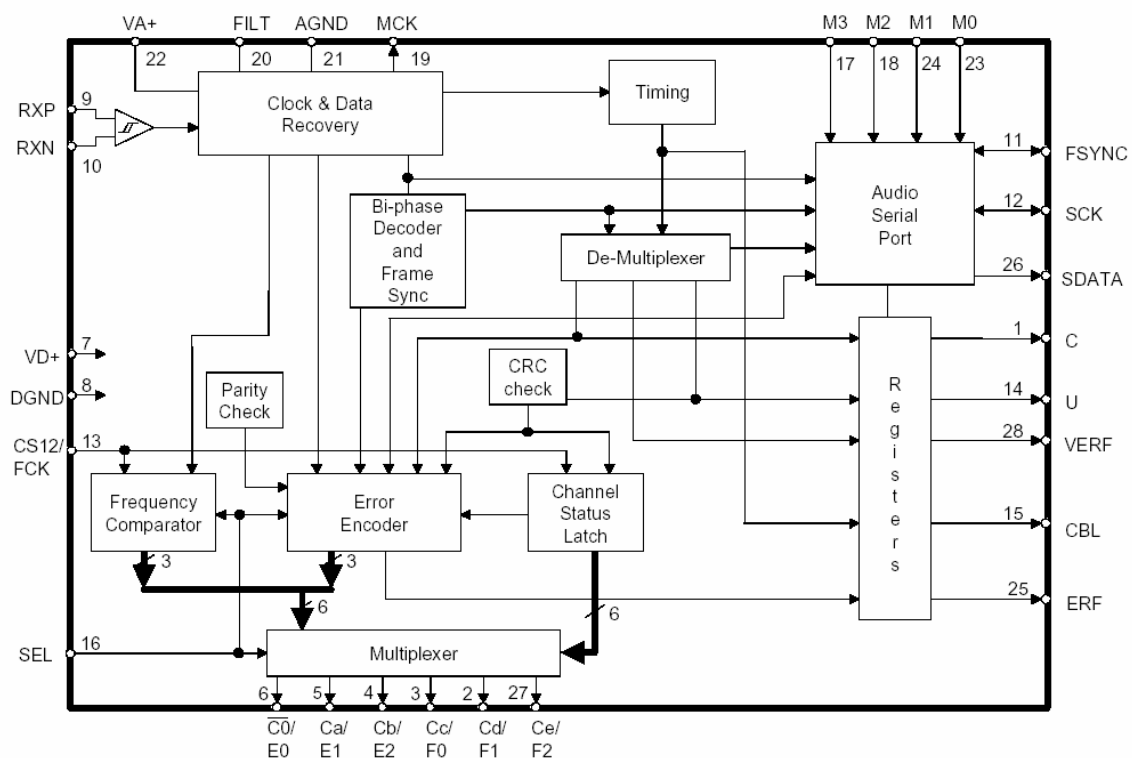 VA+ FILT AGND MCK M3 M2 M1 M0
22 20 21 19 17 18 24 23
RXP 9
RXN 10
Clock & Data
Recovery
Timing
Bi-phase
Decoder
and
Frame
Sync
De-Multiplexer
Audio
Serial
Port
11 FSYNC
12 SCK
26 SDATA
VD+ 7
DGND 8
CS12/
FCK
13
Parity
Check
CRC
check
Registers
1 C
14 U
28 VERF
15 CBL
25 ERF
Frequency
Comparator
Error
Encoder
Channel
Status
Latch
3 3
6 6
SEL 16
Multiplexer
6 5 4 3 2 27
C̅0̅/ Ca/ Cb/ Cc/ Cd/ Ce/
E0 E1 E2 F0 F1 F2